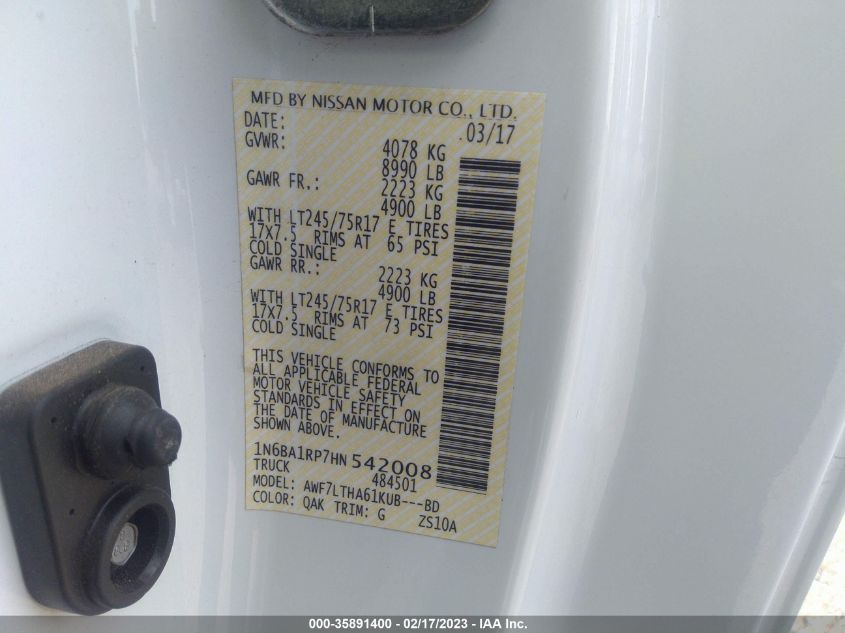 MFD BY NISSAN MOTOR CO., LTD.
DATE: 03/17
GVWR: 4078 KG
8990 LB
GAWR FR.: 2223 KG
4900 LB
WITH LT245/75R17 E TIRES
17X7.5 RIMS AT 65 PSI
COLD SINGLE
GAWR RR.: 2223 KG
4900 LB
WITH LT245/75R17 E TIRES
17X7.5 RIMS AT 73 PSI
COLD SINGLE
THIS VEHICLE CONFORMS TO
ALL APPLICABLE FEDERAL
MOTOR VEHICLE SAFETY
STANDARDS IN EFFECT ON
THE DATE OF MANUFACTURE
SHOWN ABOVE.
1N6BA1RP7HN 542008
TRUCK 484501
MODEL: AWF7LTHA61KUB---BD
COLOR: QAK TRIM: G ZS10A
000-35891400 - 02/17/2023 - IAA Inc.